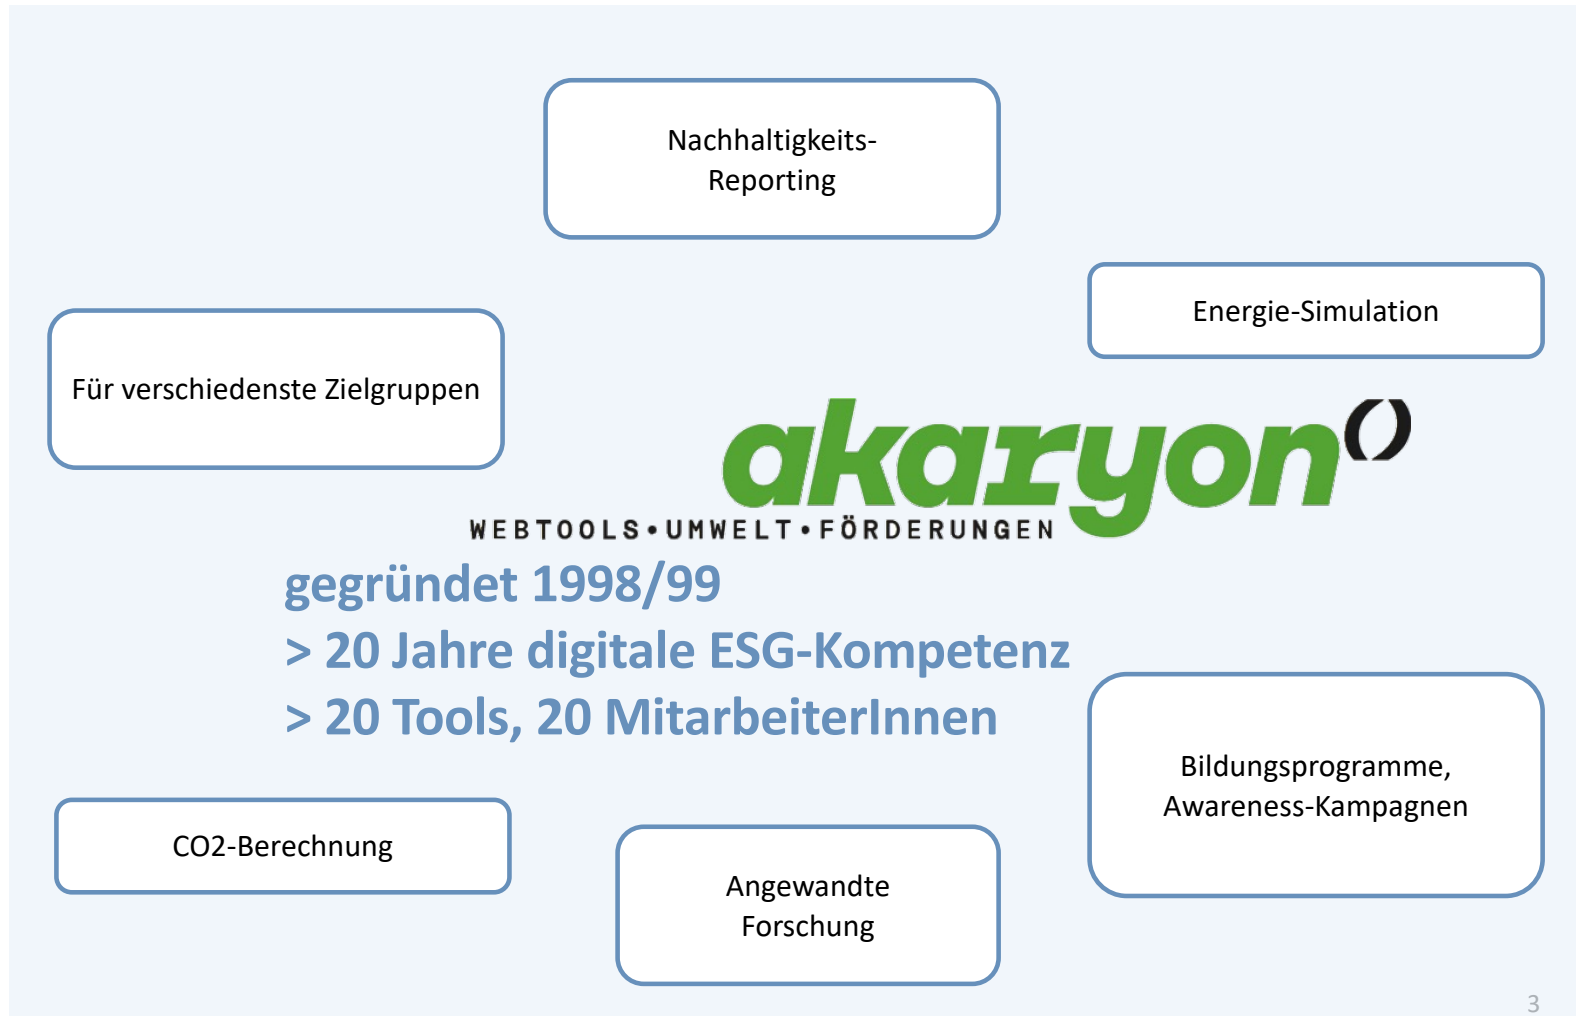 Nachhaltigkeits-
Reporting
Energie-Simulation
Für verschiedenste Zielgruppen
akaryon
WEBTOOLS•UMWELT•FÖRDERUNGEN
gegründet 1998/99
> 20 Jahre digitale ESG-Kompetenz
> 20 Tools, 20 MitarbeiterInnen
Bildungsprogramme,
Awareness-Kampagnen
CO2-Berechnung
Angewandte
Forschung
3